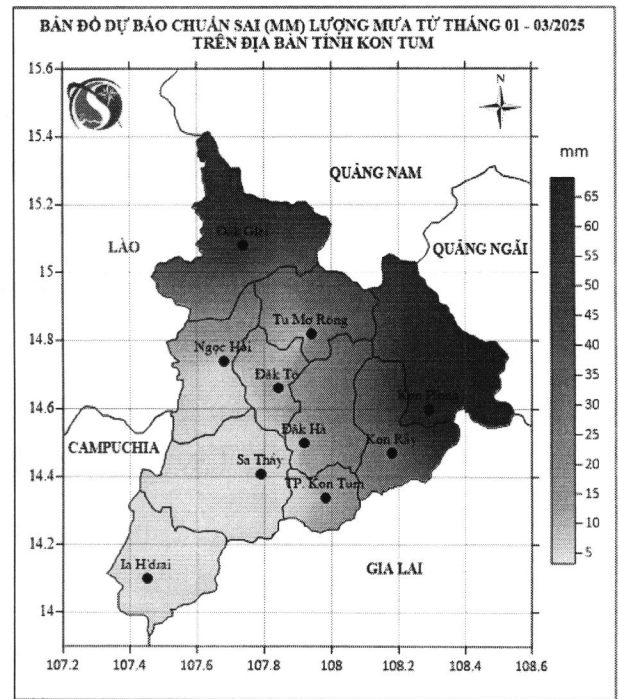 BẢN ĐỒ DỰ BÁO CHUẨN SAI (MM) LƯỢNG MƯA TỪ THÁNG 01 - 03/2025
TRÊN ĐỊA BÀN TỈNH KON TUM
15.6
15.4
15.2
15
14.8
14.6
14.4
14.2
14
N
QUẢNG NAM
LÀO
QUẢNG NGÃI
Đăk Glei
Tu Mơ Rông
Ngọc Hồi
Đăk Tô
Kon Plong
CAMPUCHIA
Đăk Hà
Kon Rẫy
Sa Thầy
TP. Kon Tum
Ia H'drai
GIA LAI
mm
65
60
55
50
45
40
35
30
25
20
15
10
5
107.2 107.4 107.6 107.8 108 108.2 108.4 108.6